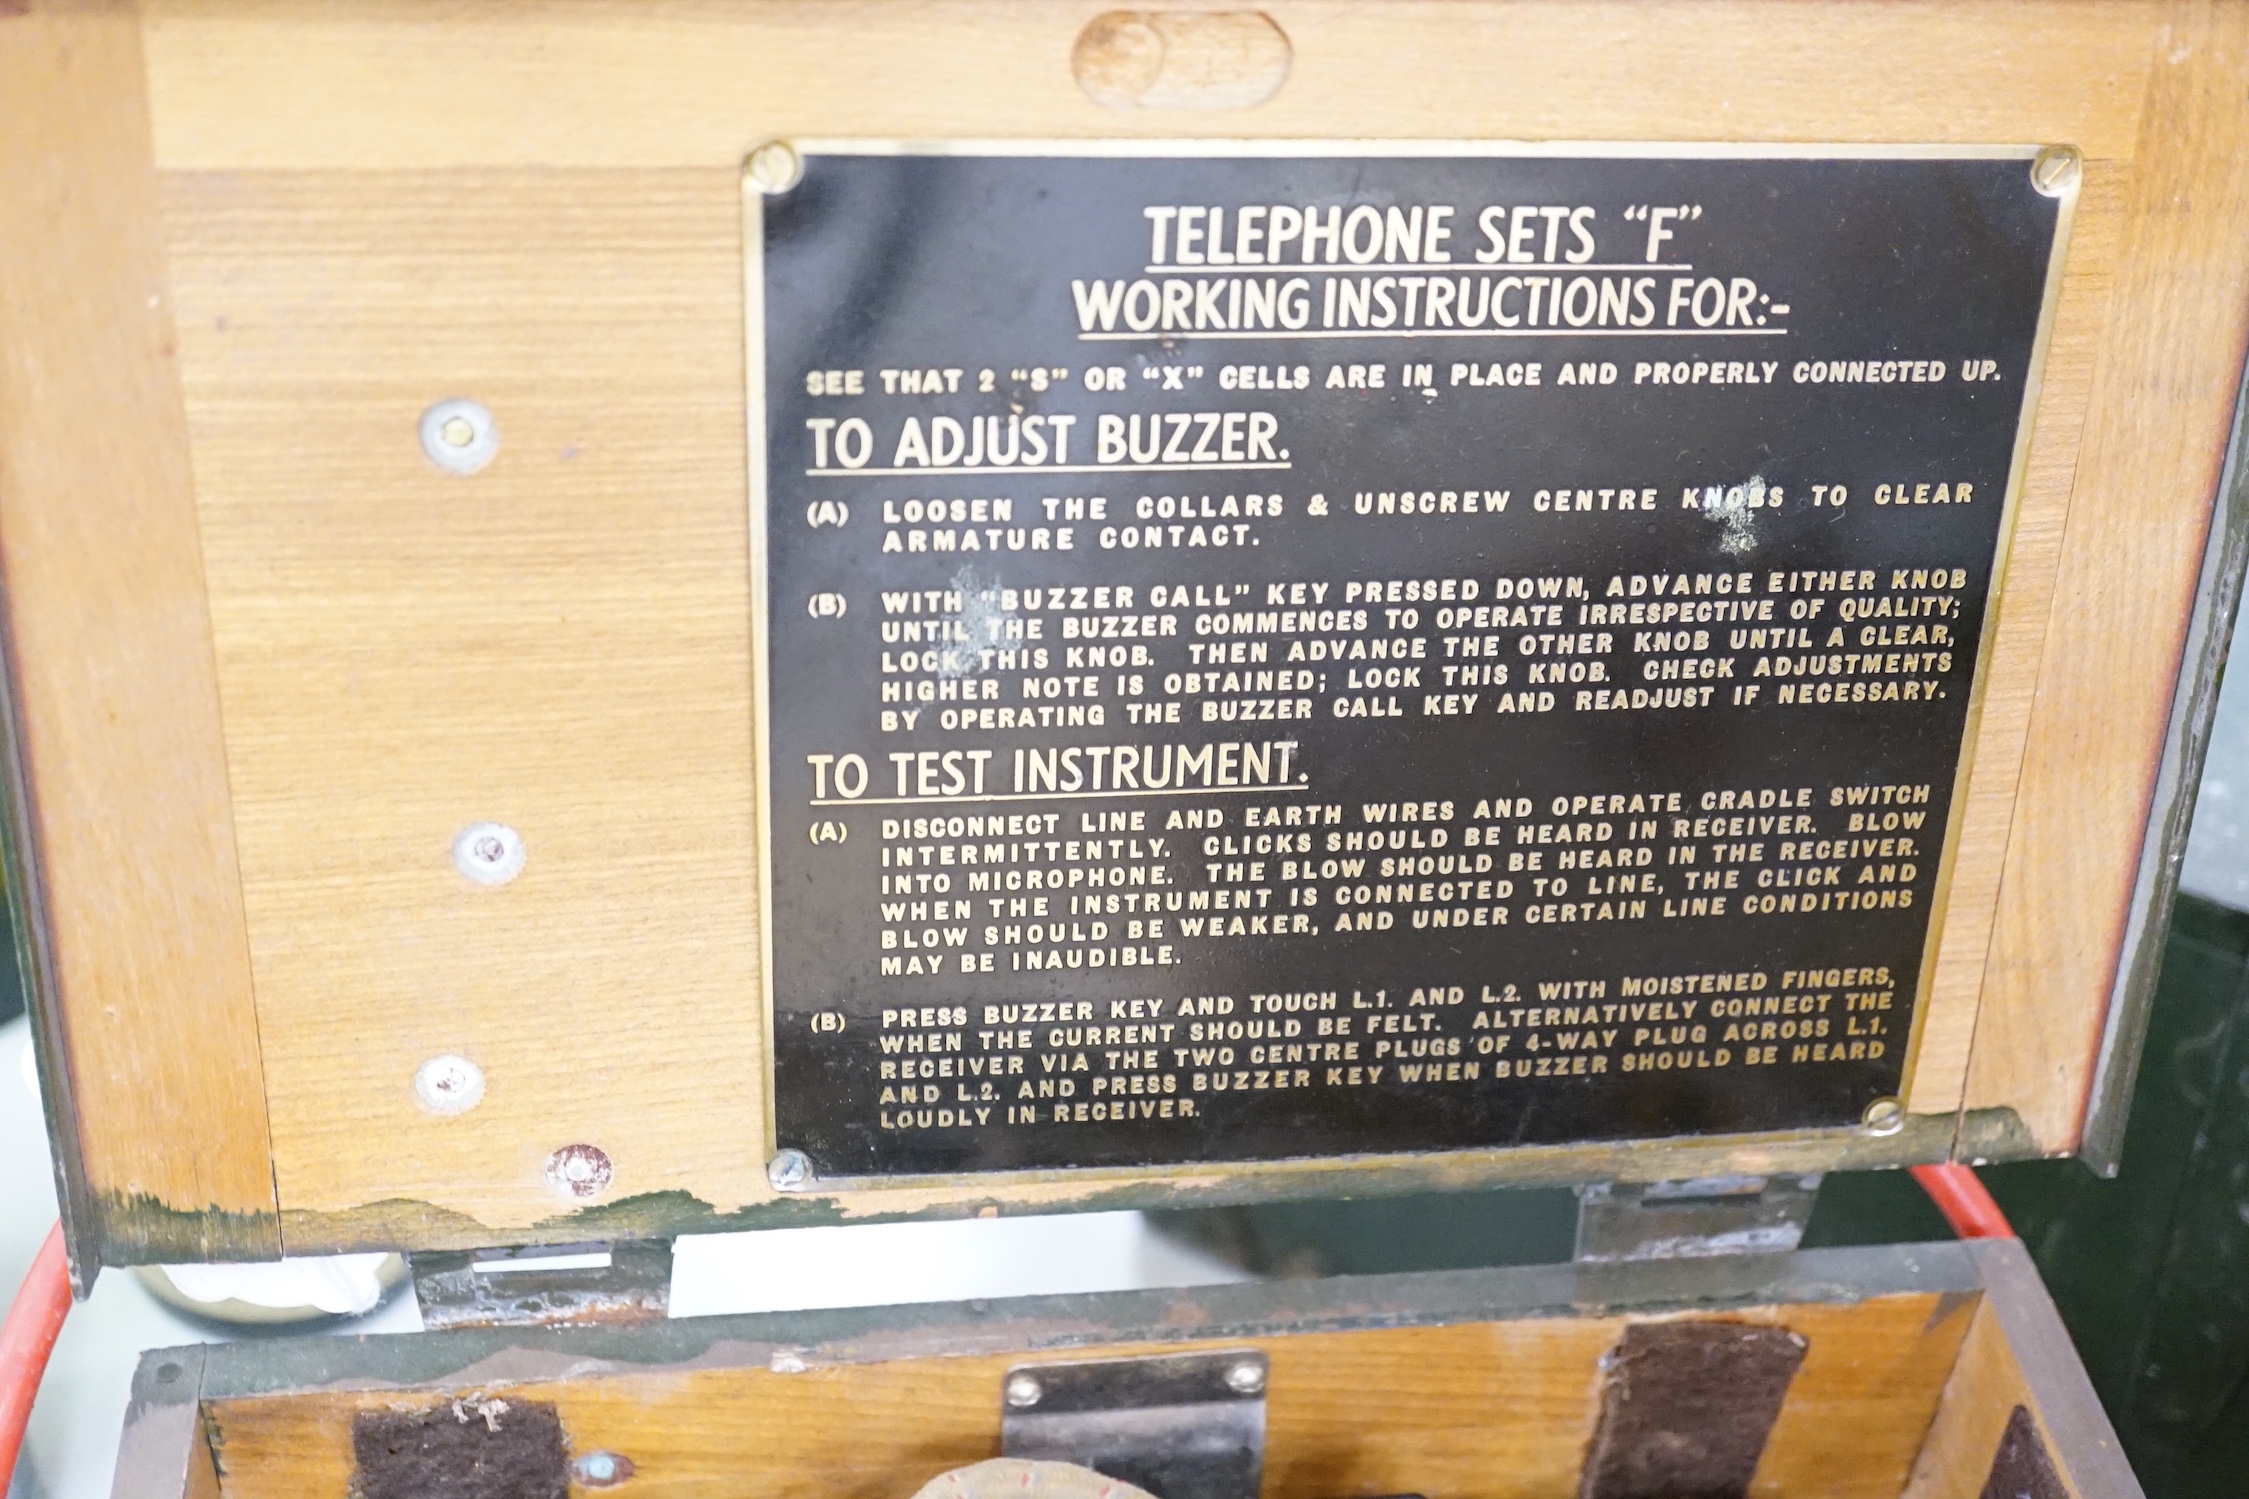 TELEPHONE SETS “F”
WORKING INSTRUCTIONS FOR:-
SEE THAT 2 “S” OR “X” CELLS ARE IN PLACE AND PROPERLY CONNECTED UP.
TO ADJUST BUZZER.
(A) LOOSEN THE COLLARS & UNSCREW CENTRE KNOBS TO CLEAR
ARMATURE CONTACT.
(B) WITH “BUZZER CALL” KEY PRESSED DOWN, ADVANCE EITHER KNOB
UNTIL THE BUZZER COMMENCES TO OPERATE IRRESPECTIVE OF QUALITY;
LOCK THIS KNOB. THEN ADVANCE THE OTHER KNOB UNTIL A CLEAR,
HIGHER NOTE IS OBTAINED; LOCK THIS KNOB. CHECK ADJUSTMENTS
BY OPERATING THE BUZZER CALL KEY AND READJUST IF NECESSARY.
TO TEST INSTRUMENT.
(A) DISCONNECT LINE AND EARTH WIRES AND OPERATE CRADLE SWITCH
INTERMITTENTLY. CLICKS SHOULD BE HEARD IN RECEIVER. BLOW
INTO MICROPHONE. THE BLOW SHOULD BE HEARD IN THE RECEIVER.
WHEN THE INSTRUMENT IS CONNECTED TO LINE, THE CLICK AND
BLOW SHOULD BE WEAKER, AND UNDER CERTAIN LINE CONDITIONS
MAY BE INAUDIBLE.
(B) PRESS BUZZER KEY AND TOUCH L.1. AND L.2. WITH MOISTENED FINGERS,
WHEN THE CURRENT SHOULD BE FELT. ALTERNATIVELY CONNECT THE
RECEIVER VIA THE TWO CENTRE PLUGS OF 4-WAY PLUG ACROSS L.1.
AND L.2. AND PRESS BUZZER KEY WHEN BUZZER SHOULD BE HEARD
LOUDLY IN RECEIVER.